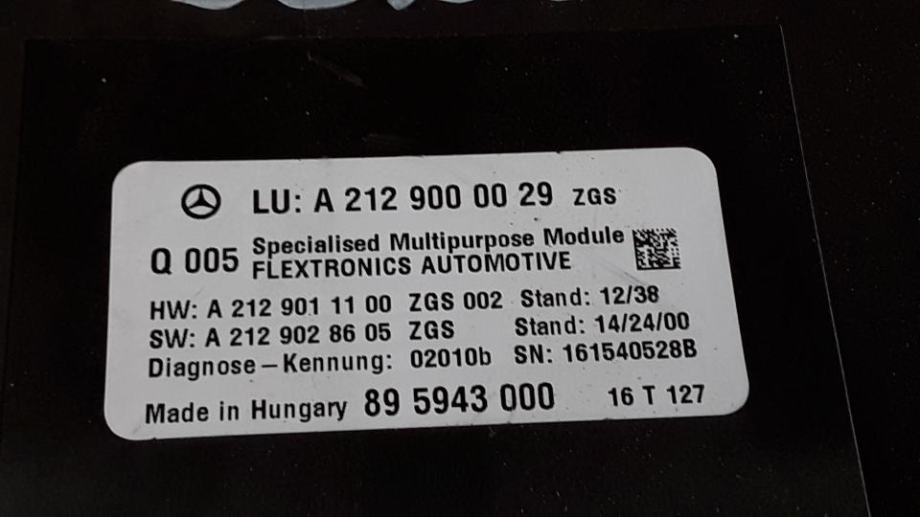 LU: A 212 900 00 29 ZGS
Q 005 Specialised Multipurpose Module
FLEXTRONICS AUTOMOTIVE
HW: A 212 901 11 00 ZGS 002 Stand: 12/38
SW: A 212 902 86 05 ZGS Stand: 14/24/00
Diagnose–Kennung: 02010b SN: 161540528B
Made in Hungary 89 5943 000 16 T 127